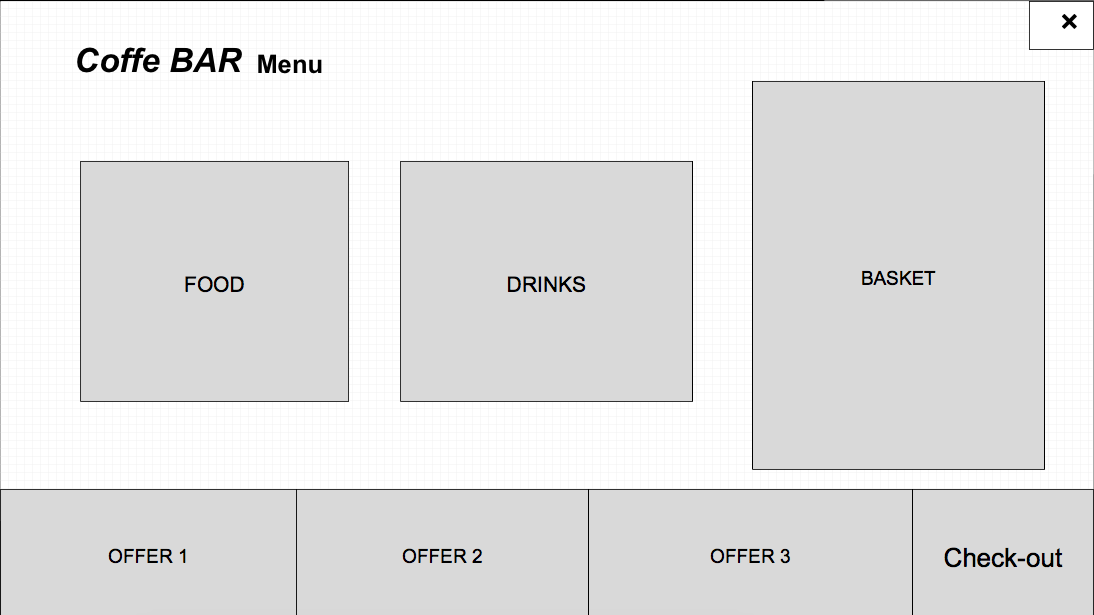 Coffe BAR Menu
×
FOOD
DRINKS
BASKET
OFFER 1
OFFER 2
OFFER 3
Check-out